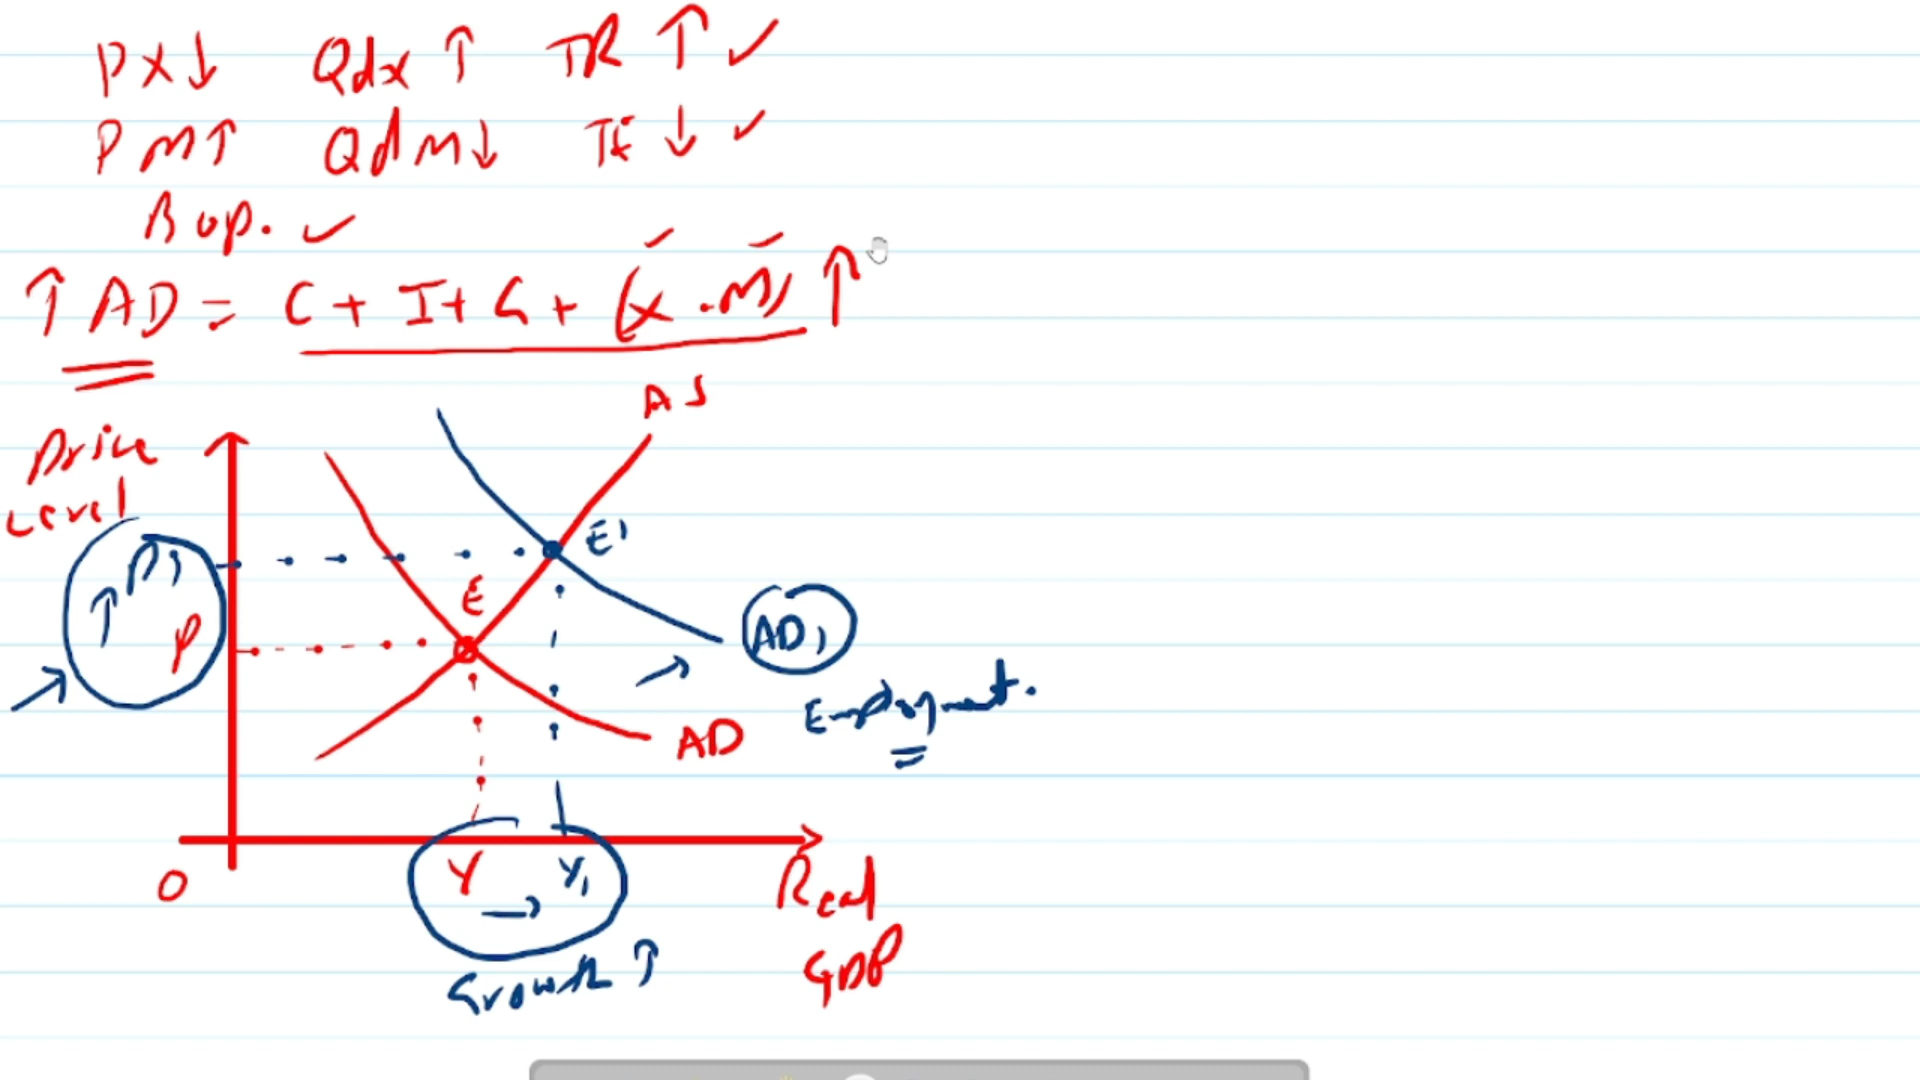 PX↓ Qdx↑ TR↑ ✓
PM↑ QdM↓ TE↓ ✓
Bop. ✓
↑AD = C + I + G + (X - M) ↑
AS
Price
Level
E1
↑ P1
E
P
AD1
Employment.
AD
O
Y → Y1
Real
GDP
Growth ↑